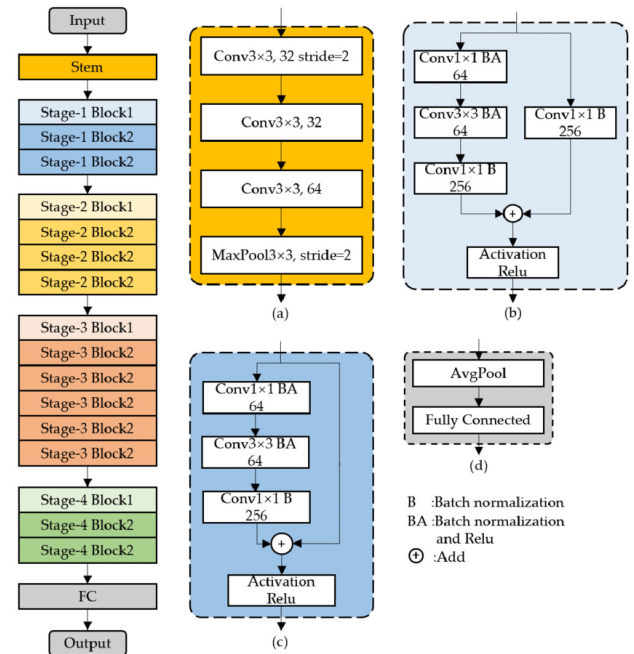 Input
Stem
Stage-1 Block1
Stage-1 Block2
Stage-1 Block2
Stage-2 Block1
Stage-2 Block2
Stage-2 Block2
Stage-2 Block2
Stage-3 Block1
Stage-3 Block2
Stage-3 Block2
Stage-3 Block2
Stage-3 Block2
Stage-3 Block2
Stage-4 Block1
Stage-4 Block2
Stage-4 Block2
FC
Output
Conv3×3, 32 stride=2
Conv3×3, 32
Conv3×3, 64
MaxPool3×3, stride=2
(a)
Conv1×1 BA
64
Conv3×3 BA
64
Conv1×1 B
256
Conv1×1 B
256
+
Activation
Relu
(b)
Conv1×1 BA
64
Conv3×3 BA
64
Conv1×1 B
256
+
Activation
Relu
(c)
AvgPool
Fully Connected
(d)
B :Batch normalization
BA :Batch normalization
and Relu
+ :Add